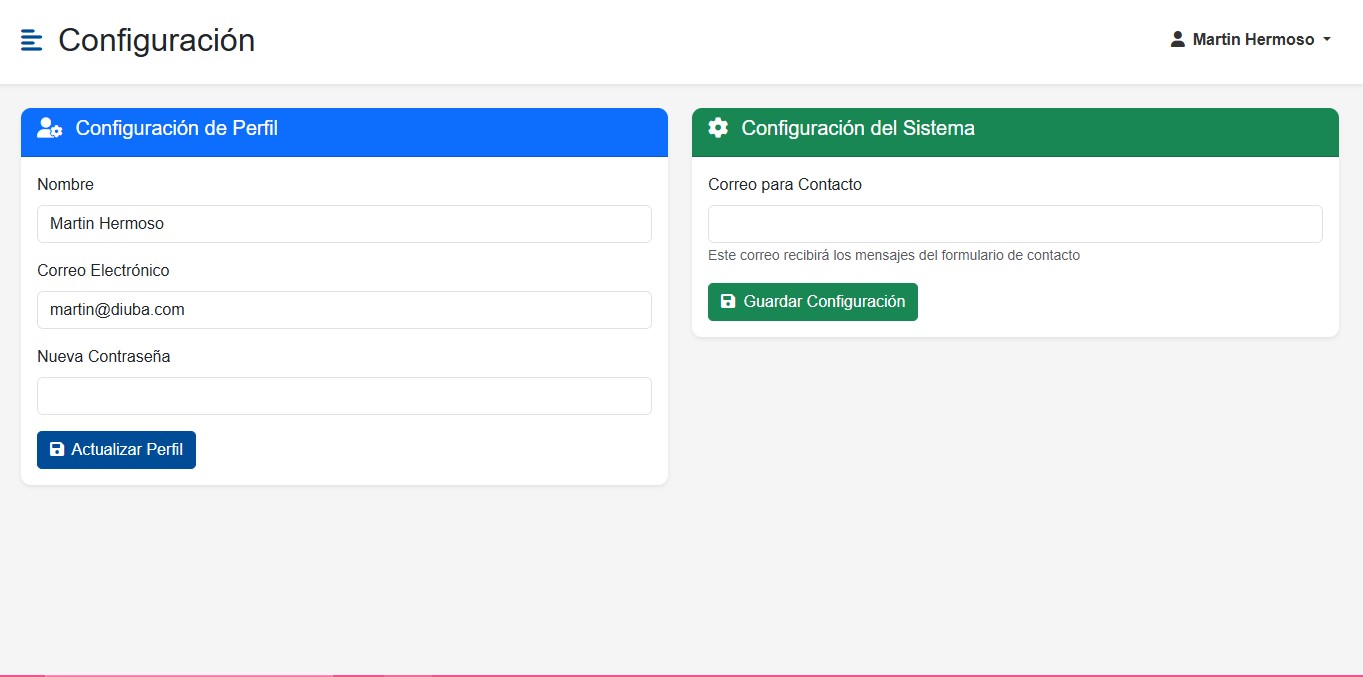 Configuración
Martin Hermoso
Configuración de Perfil
Nombre
Martin Hermoso
Correo Electrónico
martin@diuba.com
Nueva Contraseña
Actualizar Perfil
Configuración del Sistema
Correo para Contacto
Este correo recibirá los mensajes del formulario de contacto
Guardar Configuración